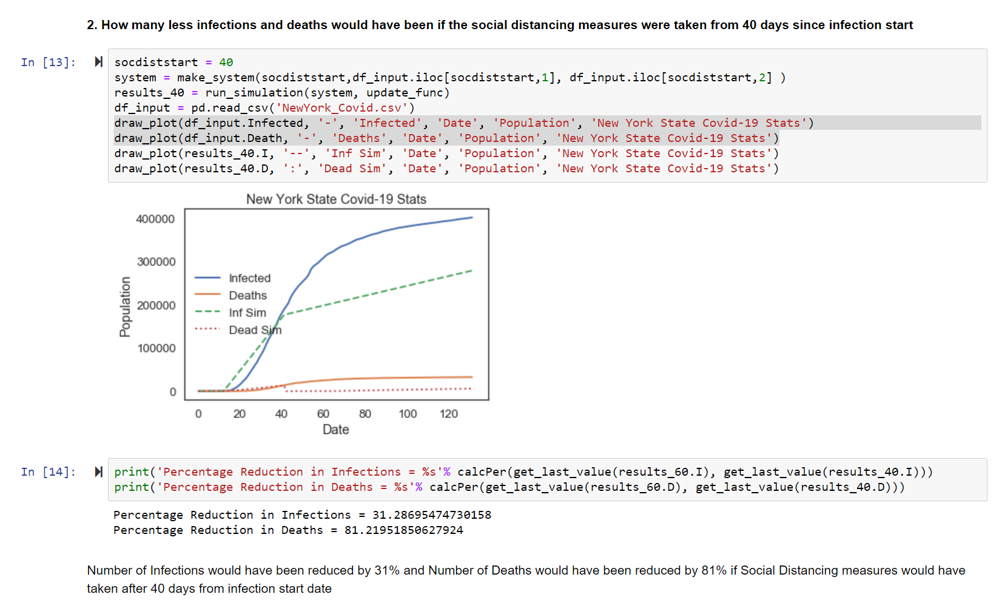 2. How many less infections and deaths would have been if the social distancing measures were taken from 40 days since infection start
In [13]:
socdiststart = 40
system = make_system(socdiststart,df_input.iloc[socdiststart,1], df_input.iloc[socdiststart,2] )
results_40 = run_simulation(system, update_func)
df_input = pd.read_csv('NewYork_Covid.csv')
draw_plot(df_input.Infected, '-', 'Infected', 'Date', 'Population', 'New York State Covid-19 Stats')
draw_plot(df_input.Death, '-', 'Deaths', 'Date', 'Population', 'New York State Covid-19 Stats')
draw_plot(results_40.I, '--', 'Inf Sim', 'Date', 'Population', 'New York State Covid-19 Stats')
draw_plot(results_40.D, ':', 'Dead Sim', 'Date', 'Population', 'New York State Covid-19 Stats')
New York State Covid-19 Stats
400000
300000
200000
100000
0
Population
Infected
Deaths
Inf Sim
Dead Sim
0 20 40 60 80 100 120
Date
In [14]:
print('Percentage Reduction in Infections = %s'% calcPer(get_last_value(results_60.I), get_last_value(results_40.I)))
print('Percentage Reduction in Deaths = %s'% calcPer(get_last_value(results_60.D), get_last_value(results_40.D)))
Percentage Reduction in Infections = 31.28695474730158
Percentage Reduction in Deaths = 81.21951850627924
Number of Infections would have been reduced by 31% and Number of Deaths would have been reduced by 81% if Social Distancing measures would have
taken after 40 days from infection start date